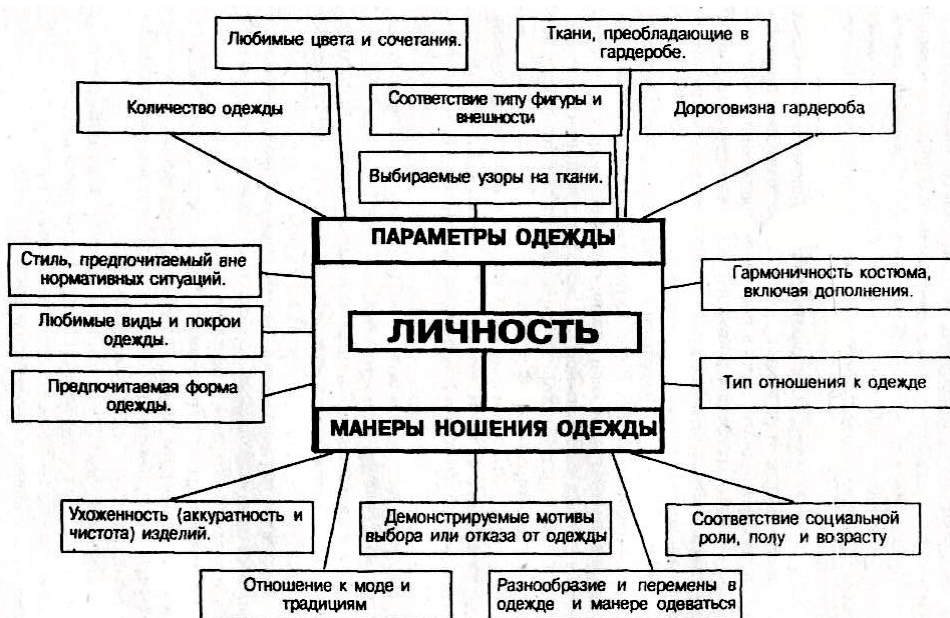 Любимые цвета и сочетания.
Ткани, преобладающие в
гардеробе.
Количество одежды
Соответствие типу фигуры и
внешности
Дороговизна гардероба
Выбираемые узоры на ткани.
ПАРАМЕТРЫ ОДЕЖДЫ
Стиль, предпочитаемый вне
нормативных ситуаций.
Гармоничность костюма,
включая дополнения.
Любимые виды и покрои
одежды.
ЛИЧНОСТЬ
Предпочитаемая форма
одежды.
Тип отношения к одежде
МАНЕРЫ НОШЕНИЯ ОДЕЖДЫ
Ухоженность (аккуратность и
чистота) изделий.
Демонстрируемые мотивы
выбора или отказа от одежды
Соответствие социальной
роли, полу и возрасту
Отношение к моде и
традициям
Разнообразие и перемены в
одежде и манере одеваться